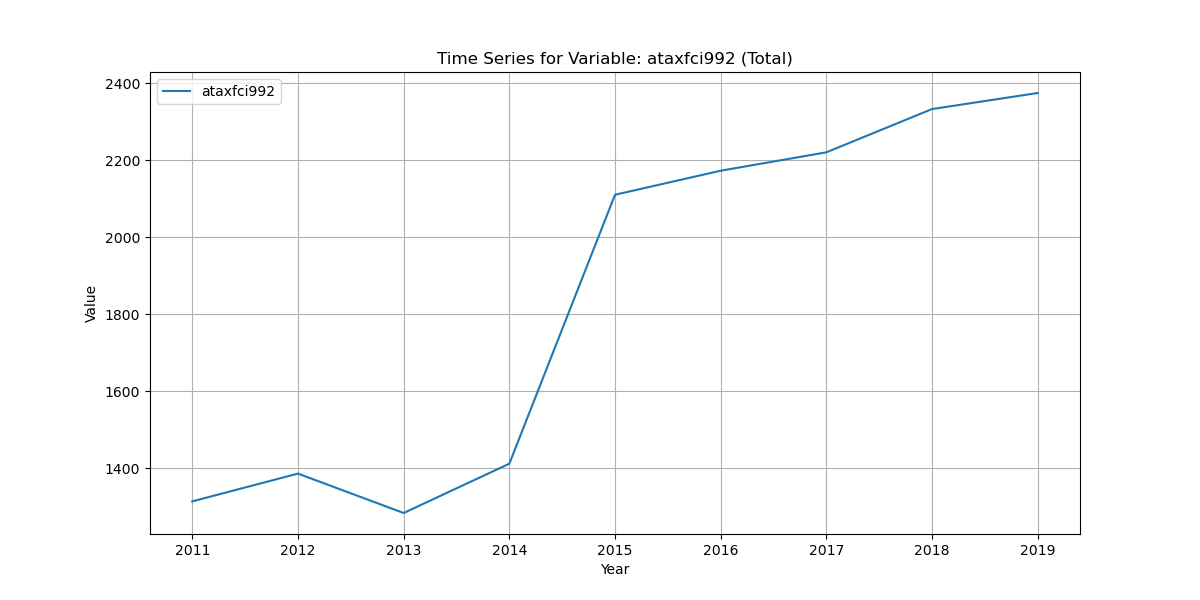 Time Series for Variable: ataxfci992 (Total)
ataxfci992
2400
2200
2000
1800
1600
1400
Value
2011 2012 2013 2014 2015 2016 2017 2018 2019
Year